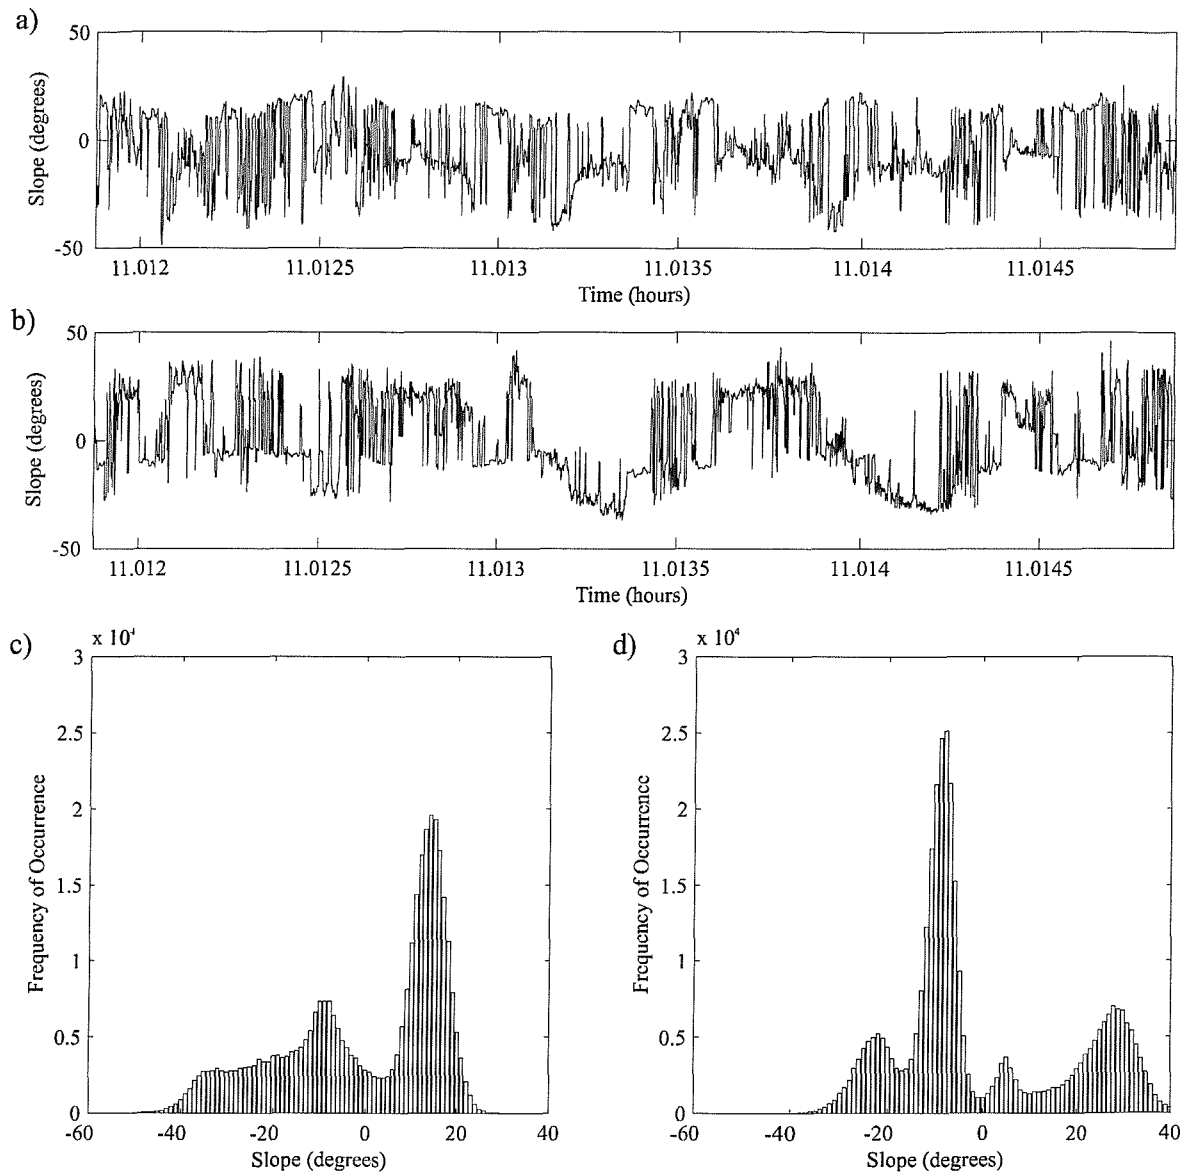 a)
50
0
-50
Slope (degrees)
11.012 11.0125 11.013 11.0135 11.014 11.0145
Time (hours)
b)
50
0
-50
Slope (degrees)
11.012 11.0125 11.013 11.0135 11.014 11.0145
Time (hours)
c)
x 10⁴
3
2.5
2
1.5
1
0.5
0
Frequency of Occurrence
-60 -40 -20 0 20 40
Slope (degrees)
d)
x 10⁴
3
2.5
2
1.5
1
0.5
0
Frequency of Occurrence
-60 -40 -20 0 20 40
Slope (degrees)